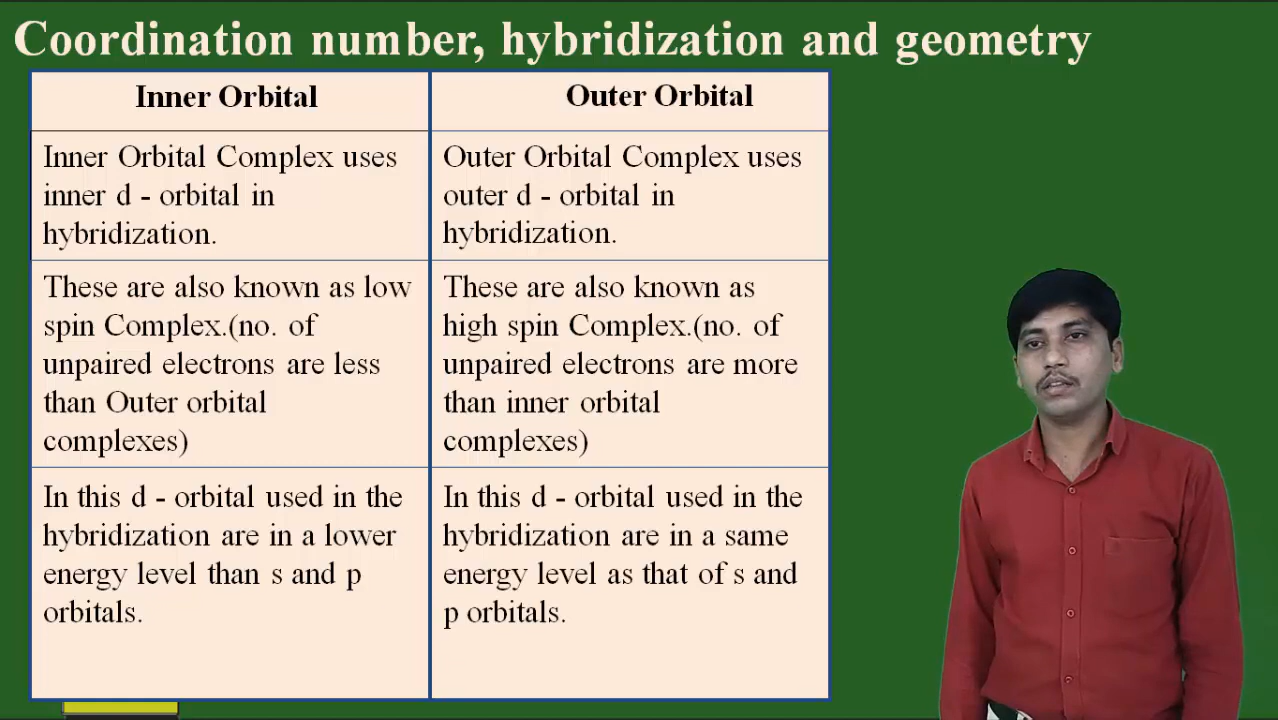 Coordination number, hybridization and geometry
Inner Orbital
Outer Orbital
Inner Orbital Complex uses
inner d - orbital in
hybridization.
Outer Orbital Complex uses
outer d - orbital in
hybridization.
These are also known as low
spin Complex.(no. of
unpaired electrons are less
than Outer orbital
complexes)
These are also known as
high spin Complex.(no. of
unpaired electrons are more
than inner orbital
complexes)
In this d - orbital used in the
hybridization are in a lower
energy level than s and p
orbitals.
In this d - orbital used in the
hybridization are in a same
energy level as that of s and
p orbitals.